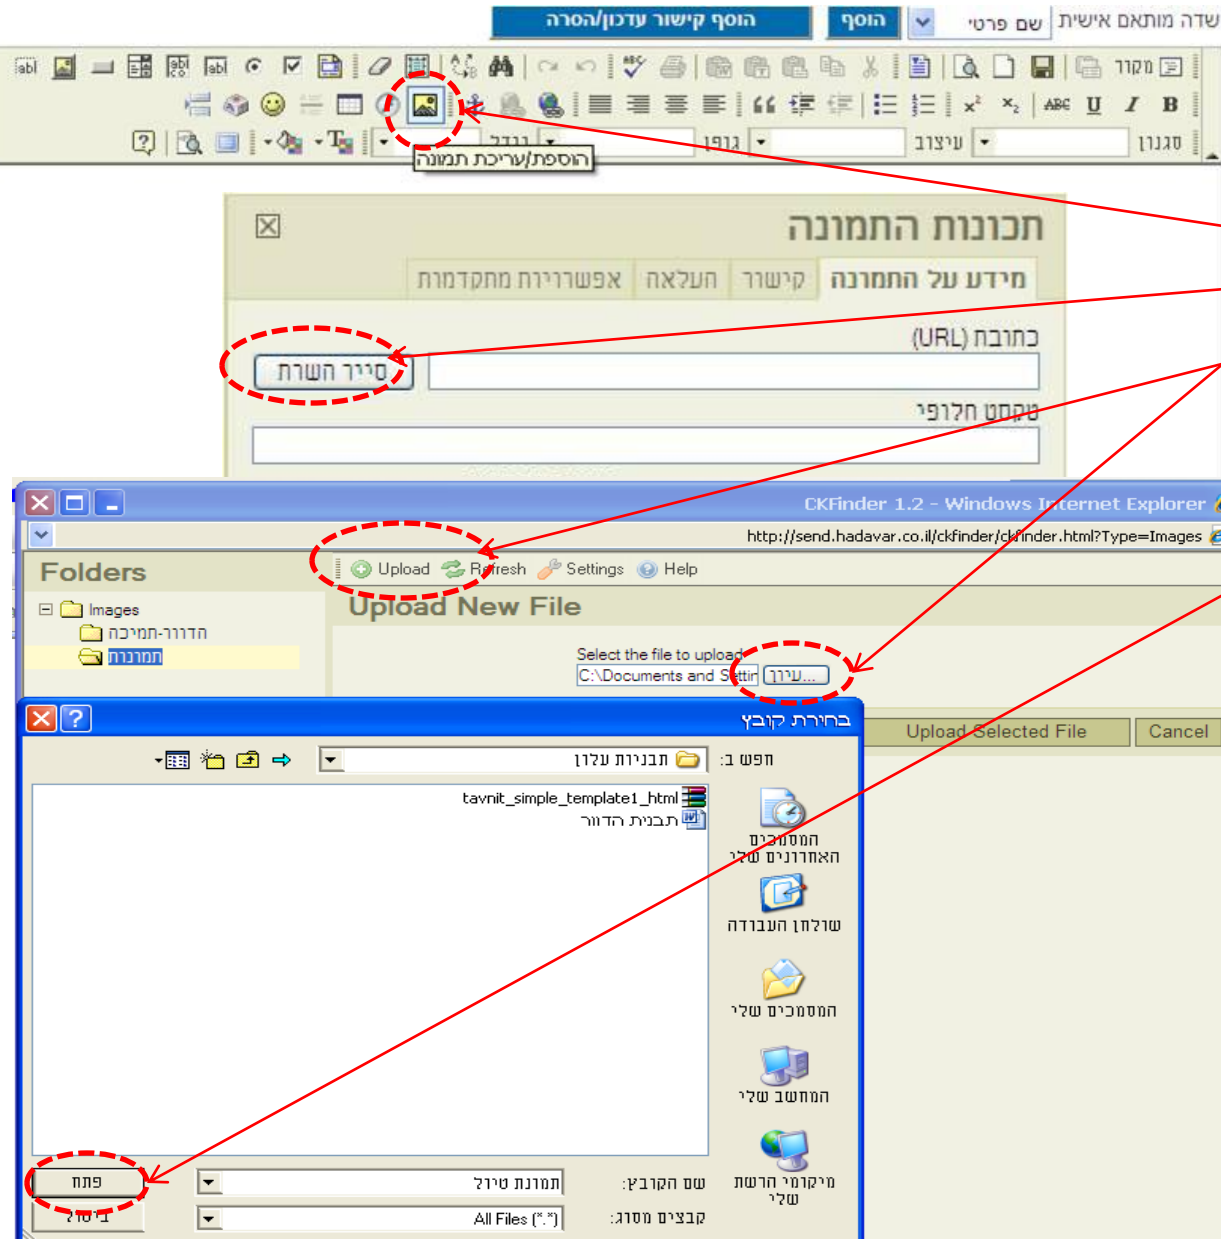 שדה מותאם אישית שם פרטי הוסף הוסף קישור עדכון/הסרה
מקור
סגנון עיצוב גופן גודל
הוספת/עריכת תמונה
תכונות התמונה
מידע על התמונה קישור העלאה אפשרויות מתקדמות
כתובת (URL)
סייר השרת
טקסט חלופי
CKFinder 1.2 - Windows Internet Explorer
http://send.hadavar.co.il/ckfinder/ckfinder.html?Type=Images
Folders
Upload Refresh Settings Help
Images
הדוור-תמיכה
תמונות
Upload New File
Select the file to upload
C:\Documents and Settin עיון...
Upload Selected File Cancel
בחירת קובץ
חפש ב: תבניות עלון
tavnit_simple_template1_html
תבנית הדוור
המסמכים
האחרונים שלי
שולחן העבודה
המסמכים שלי
המחשב שלי
מיקומי הרשת
שלי
שם הקובץ: תמונת טיול פתח
קבצים מסוג: All Files (*.*) ביטול